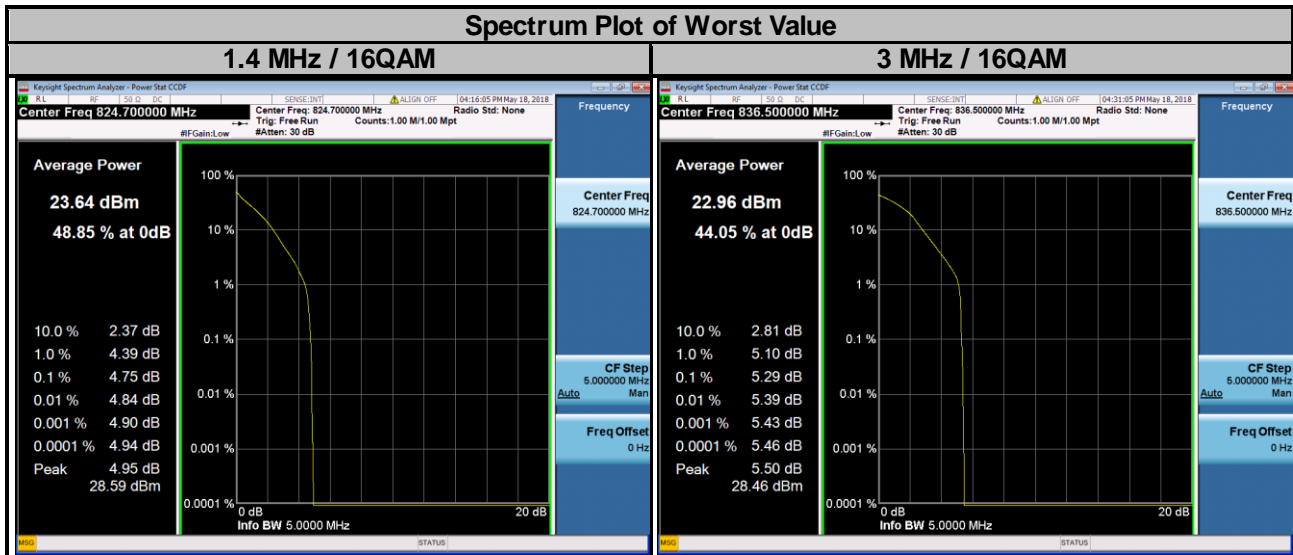 Spectrum Plot of Worst Value
1.4 MHz / 16QAM
3 MHz / 16QAM
Keysight Spectrum Analyzer - Power Stat CCDF
RL RF 50 Ω DC SENSE:INT ALIGN OFF 04:16:05 PM May 18, 2018
Center Freq 824.700000 MHz
Center Freq: 824.700000 MHz Radio Std: None
Trig: Free Run Counts:1.00 M/1.00 Mpt
#IFGain:Low #Atten: 30 dB
Frequency
Average Power
23.64 dBm
48.85 % at 0dB
10.0 % 2.37 dB
1.0 % 4.39 dB
0.1 % 4.75 dB
0.01 % 4.84 dB
0.001 % 4.90 dB
0.0001 % 4.94 dB
Peak 4.95 dB
28.59 dBm
100 %
10 %
1 %
0.1 %
0.01 %
0.001 %
0.0001 %
0 dB 20 dB
Info BW 5.0000 MHz
Center Freq
824.700000 MHz
CF Step
5.000000 MHz
Auto Man
Freq Offset
0 Hz
MSG STATUS
Keysight Spectrum Analyzer - Power Stat CCDF
RL RF 50 Ω DC SENSE:INT ALIGN OFF 04:31:05 PM May 18, 2018
Center Freq 836.500000 MHz
Center Freq: 836.500000 MHz Radio Std: None
Trig: Free Run Counts:1.00 M/1.00 Mpt
#IFGain:Low #Atten: 30 dB
Frequency
Average Power
22.96 dBm
44.05 % at 0dB
10.0 % 2.81 dB
1.0 % 5.10 dB
0.1 % 5.29 dB
0.01 % 5.39 dB
0.001 % 5.43 dB
0.0001 % 5.46 dB
Peak 5.50 dB
28.46 dBm
100 %
10 %
1 %
0.1 %
0.01 %
0.001 %
0.0001 %
0 dB 20 dB
Info BW 5.0000 MHz
Center Freq
836.500000 MHz
CF Step
5.000000 MHz
Auto Man
Freq Offset
0 Hz
MSG STATUS